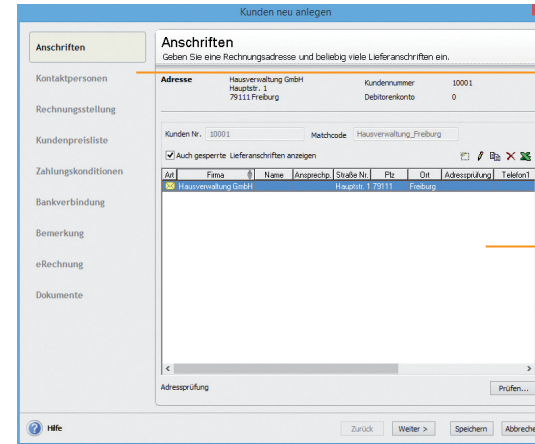 Kunden neu anlegen
Anschriften
Kontaktpersonen
Rechnungsstellung
Kundenpreisliste
Zahlungskonditionen
Bankverbindung
Bemerkung
eRechnung
Dokumente
Anschriften
Geben Sie eine Rechnungsadresse und beliebig viele Lieferanschriften ein.
Adresse Hausverwaltung GmbH Kundennummer 10001
Hauptstr. 1 Debitorenkonto 0
79111 Freiburg
Kunden Nr. 10001 Matchcode Hausverwaltung_Freiburg
Auch gesperrte Lieferanschriften anzeigen
Art Firma Name Ansprechp. Straße Nr. Plz Ort Adressprüfung Telefon1
Hausverwaltung GmbH Hauptstr. 1 79111 Freiburg
Adressprüfung Prüfen...
Hilfe Zurück Weiter > Speichern Abbreche